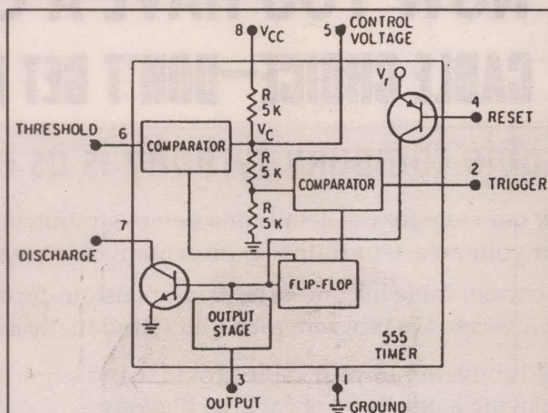 8 VCC
5 CONTROL
VOLTAGE
R
5K
Vr
4
RESET
THRESHOLD
6
COMPARATOR
VC
R
5K
COMPARATOR
2
TRIGGER
R
5K
7
DISCHARGE
FLIP-FLOP
OUTPUT
STAGE
555
TIMER
3
OUTPUT
1
GROUND